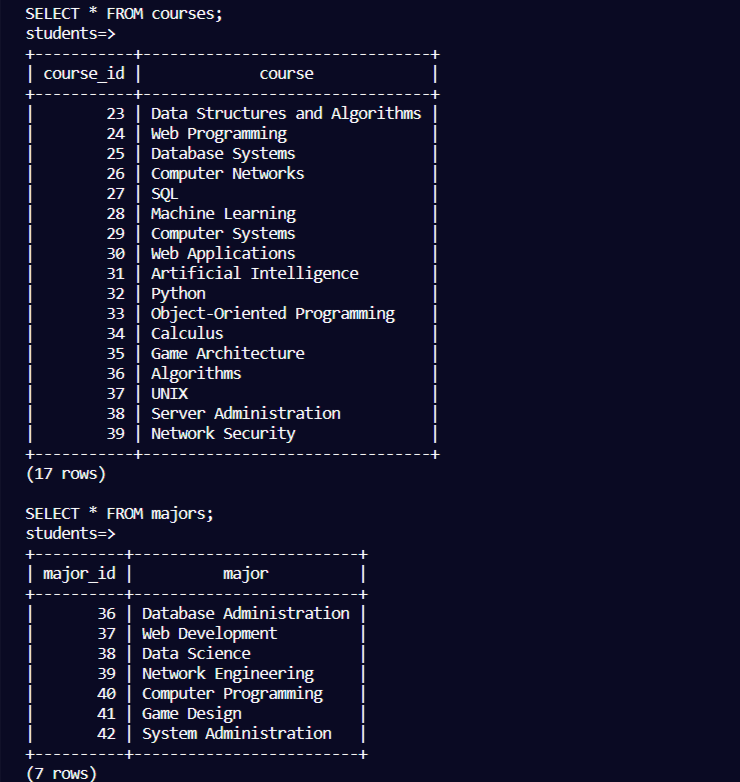 SELECT * FROM courses;
students=>
+-----------+--------------------------------+
| course_id |             course             |
+-----------+--------------------------------+
|        23 | Data Structures and Algorithms |
|        24 | Web Programming                |
|        25 | Database Systems               |
|        26 | Computer Networks              |
|        27 | SQL                            |
|        28 | Machine Learning               |
|        29 | Computer Systems               |
|        30 | Web Applications               |
|        31 | Artificial Intelligence        |
|        32 | Python                         |
|        33 | Object-Oriented Programming    |
|        34 | Calculus                       |
|        35 | Game Architecture              |
|        36 | Algorithms                     |
|        37 | UNIX                           |
|        38 | Server Administration          |
|        39 | Network Security               |
+-----------+--------------------------------+
(17 rows)

SELECT * FROM majors;
students=>
+----------+-------------------------+
| major_id |          major          |
+----------+-------------------------+
|       36 | Database Administration |
|       37 | Web Development         |
|       38 | Data Science            |
|       39 | Network Engineering     |
|       40 | Computer Programming    |
|       41 | Game Design             |
|       42 | System Administration   |
+----------+-------------------------+
(7 rows)